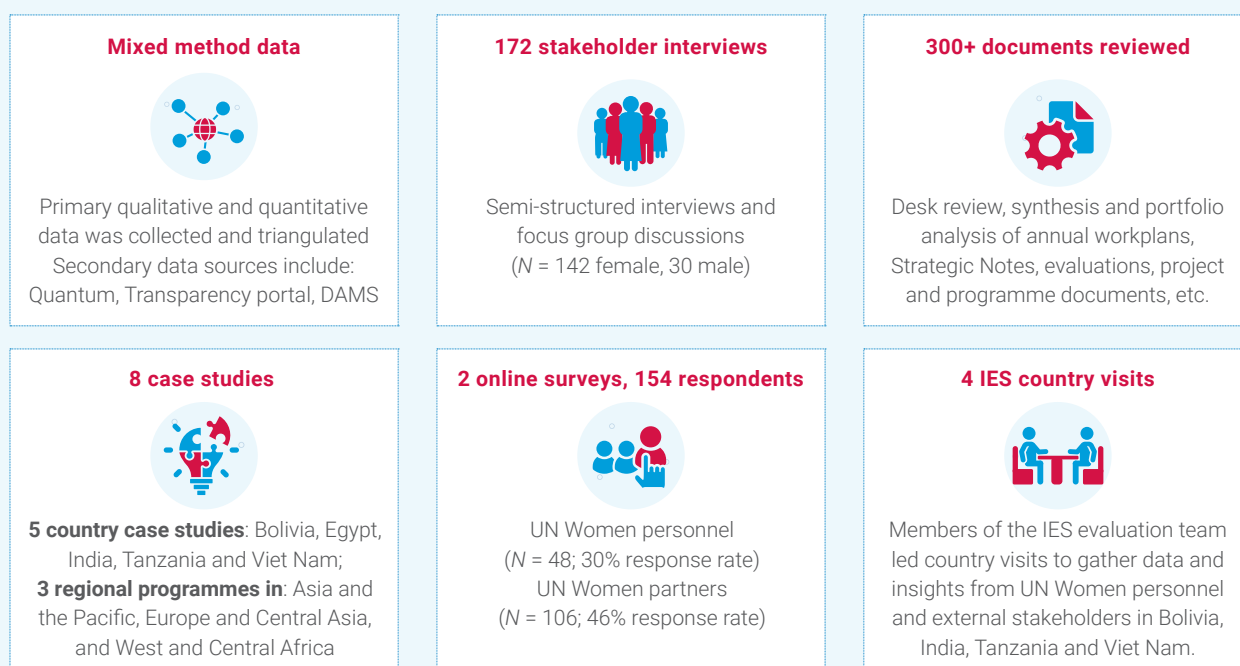 Mixed method data
Primary qualitative and quantitative
data was collected and triangulated
Secondary data sources include:
Quantum, Transparency portal, DAMS
172 stakeholder interviews
Semi-structured interviews and
focus group discussions
(N = 142 female, 30 male)
300+ documents reviewed
Desk review, synthesis and portfolio
analysis of annual workplans,
Strategic Notes, evaluations, project
and programme documents, etc.
8 case studies
5 country case studies: Bolivia, Egypt,
India, Tanzania and Viet Nam;
3 regional programmes in: Asia and
the Pacific, Europe and Central Asia,
and West and Central Africa
2 online surveys, 154 respondents
UN Women personnel
(N = 48; 30% response rate)
UN Women partners
(N = 106; 46% response rate)
4 IES country visits
Members of the IES evaluation team
led country visits to gather data and
insights from UN Women personnel
and external stakeholders in Bolivia,
India, Tanzania and Viet Nam.